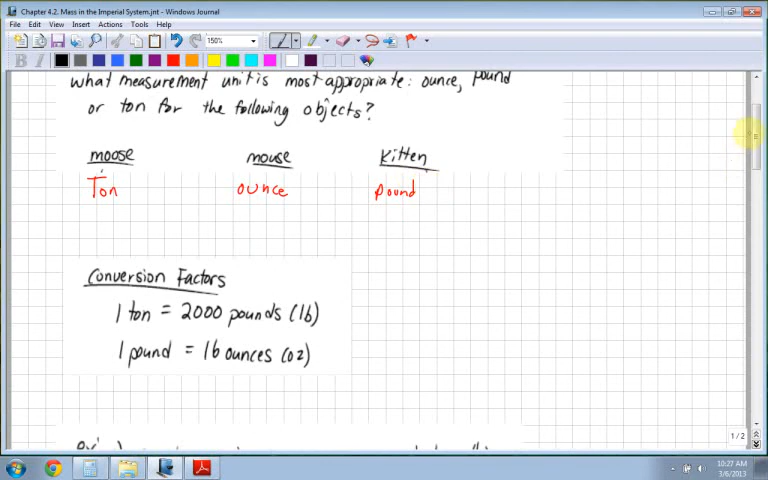 Chapter 4.2. Mass in the Imperial System.jnt - Windows Journal
File Edit View Insert Actions Tools Help
150%
B I
what measurement unit is most appropriate: ounce, pound
or ton for the following objects?
moose mouse kitten
Ton ounce pound
Conversion Factors
1 ton = 2000 pounds (lb)
1 pound = 16 ounces (oz)
1 / 2
10:27 AM
3/6/2013